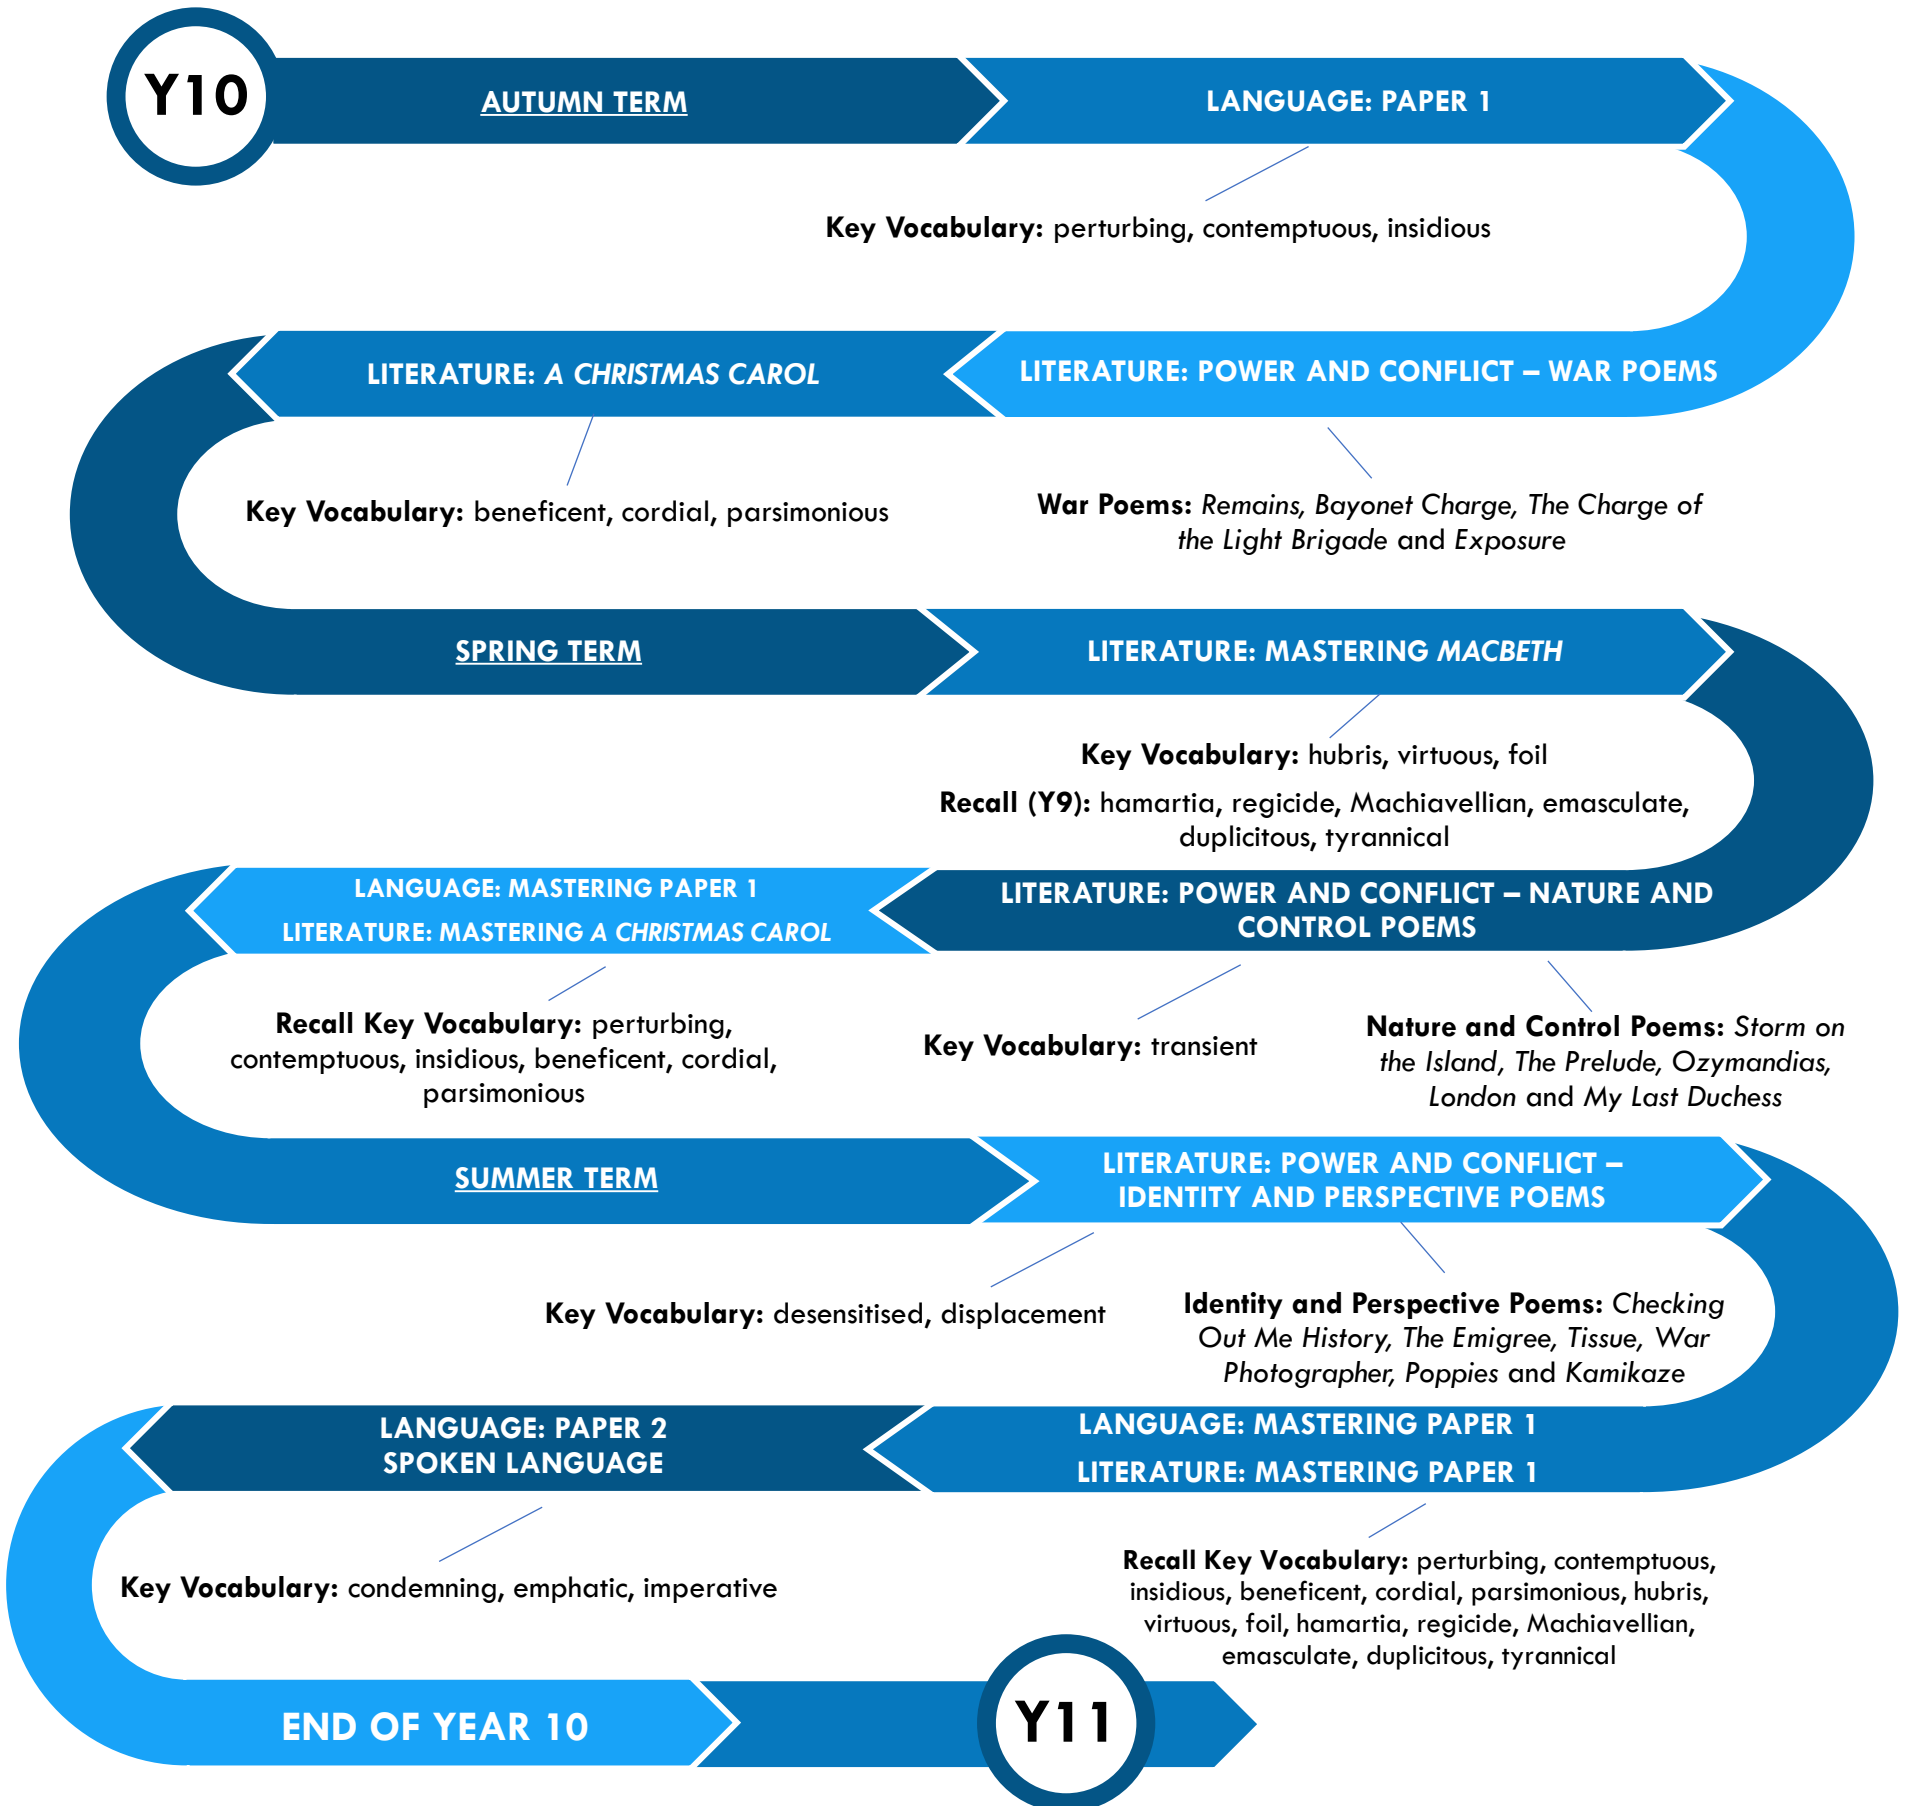 Y10
AUTUMN TERM
LANGUAGE: PAPER 1
Key Vocabulary: perturbing, contemptuous, insidious
LITERATURE: POWER AND CONFLICT – WAR POEMS
War Poems: Remains, Bayonet Charge, The Charge of
the Light Brigade and Exposure
LITERATURE: A CHRISTMAS CAROL
Key Vocabulary: beneficent, cordial, parsimonious
SPRING TERM
LITERATURE: MASTERING MACBETH
Key Vocabulary: hubris, virtuous, foil
Recall (Y9): hamartia, regicide, Machiavellian, emasculate,
duplicitous, tyrannical
LITERATURE: POWER AND CONFLICT – NATURE AND
CONTROL POEMS
Nature and Control Poems: Storm on
the Island, The Prelude, Ozymandias,
London and My Last Duchess
Key Vocabulary: transient
LANGUAGE: MASTERING PAPER 1
LITERATURE: MASTERING A CHRISTMAS CAROL
Recall Key Vocabulary: perturbing,
contemptuous, insidious, beneficent, cordial,
parsimonious
SUMMER TERM
LITERATURE: POWER AND CONFLICT –
IDENTITY AND PERSPECTIVE POEMS
Key Vocabulary: desensitised, displacement
Identity and Perspective Poems: Checking
Out Me History, The Emigree, Tissue, War
Photographer, Poppies and Kamikaze
LANGUAGE: MASTERING PAPER 1
LITERATURE: MASTERING PAPER 1
Recall Key Vocabulary: perturbing, contemptuous,
insidious, beneficent, cordial, parsimonious, hubris,
virtuous, foil, hamartia, regicide, Machiavellian,
emasculate, duplicitous, tyrannical
LANGUAGE: PAPER 2
SPOKEN LANGUAGE
Key Vocabulary: condemning, emphatic, imperative
END OF YEAR 10
Y11